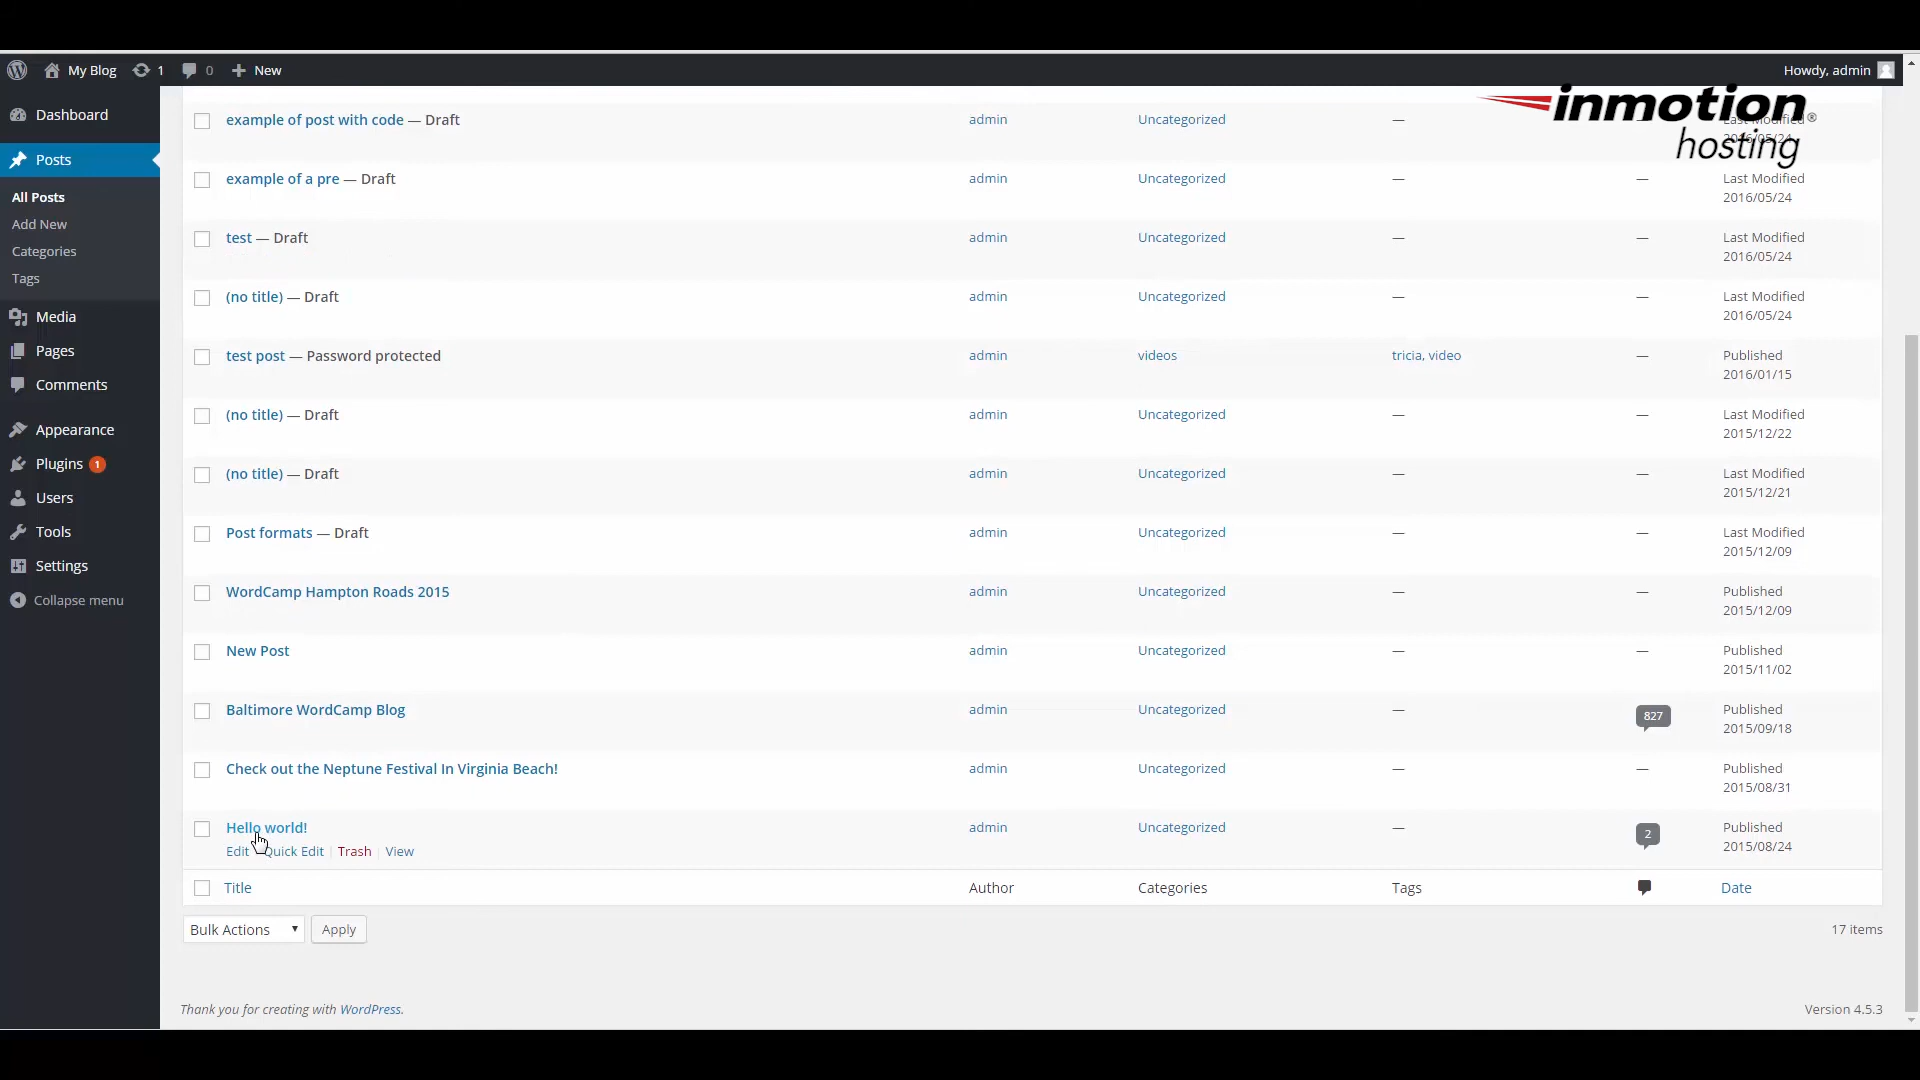 My Blog 1 0 New Howdy, admin
inmotion®
hosting
Dashboard
Posts
All Posts
Add New
Categories
Tags
Media
Pages
Comments
Appearance
Plugins 1
Users
Tools
Settings
Collapse menu
example of post with code — Draft admin Uncategorized — — Last Modified
2016/05/24
example of a pre — Draft admin Uncategorized — — Last Modified
2016/05/24
test — Draft admin Uncategorized — — Last Modified
2016/05/24
(no title) — Draft admin Uncategorized — — Last Modified
2016/05/24
test post — Password protected admin videos tricia, video — Published
2016/01/15
(no title) — Draft admin Uncategorized — — Last Modified
2015/12/22
(no title) — Draft admin Uncategorized — — Last Modified
2015/12/21
Post formats — Draft admin Uncategorized — — Last Modified
2015/12/09
WordCamp Hampton Roads 2015 admin Uncategorized — — Published
2015/12/09
New Post admin Uncategorized — — Published
2015/11/02
Baltimore WordCamp Blog admin Uncategorized — 827 Published
2015/09/18
Check out the Neptune Festival In Virginia Beach! admin Uncategorized — — Published
2015/08/31
Hello world! admin Uncategorized — 2 Published
2015/08/24
Edit Quick Edit | Trash | View
Title Author Categories Tags Date
Bulk Actions Apply 17 items
Thank you for creating with WordPress. Version 4.5.3